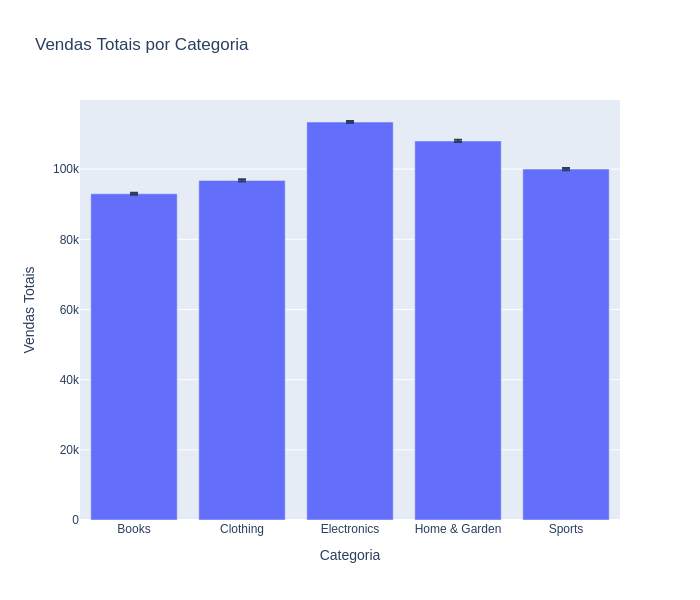 Vendas Totais por Categoria
Vendas Totais
100k
80k
60k
40k
20k
0
Books Clothing Electronics Home & Garden Sports
Categoria